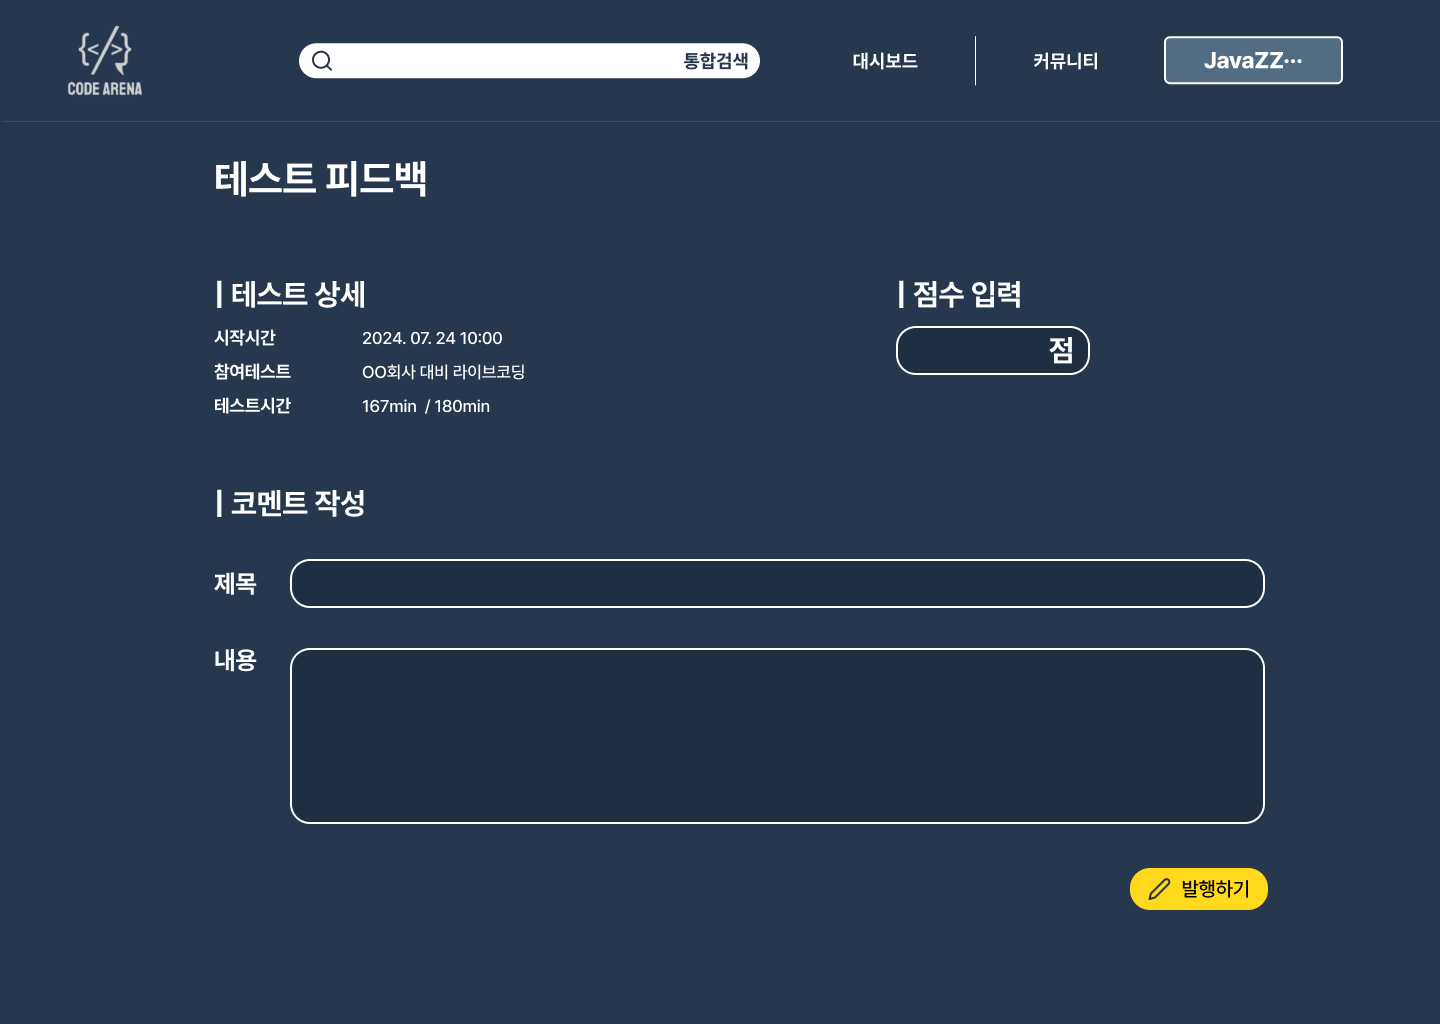 {</>}
CODE ARENA
통합검색
대시보드
커뮤니티
JavaZZ···
테스트 피드백
| 테스트 상세
시작시간 2024. 07. 24 10:00
참여테스트 OO회사 대비 라이브코딩
테스트시간 167min / 180min
| 점수 입력
점
| 코멘트 작성
제목
내용
발행하기